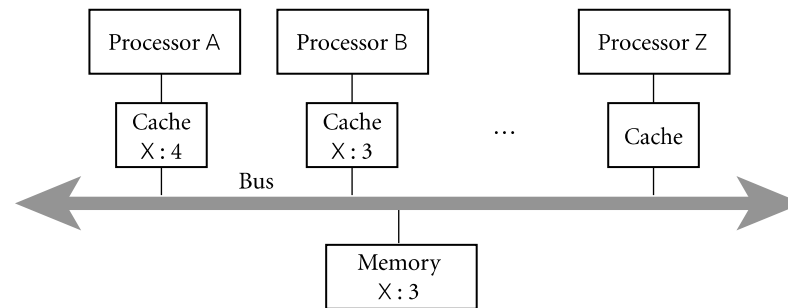 Processor A
Processor B
Processor Z
Cache
X : 4
Cache
X : 3
...
Cache
Bus
Memory
X : 3